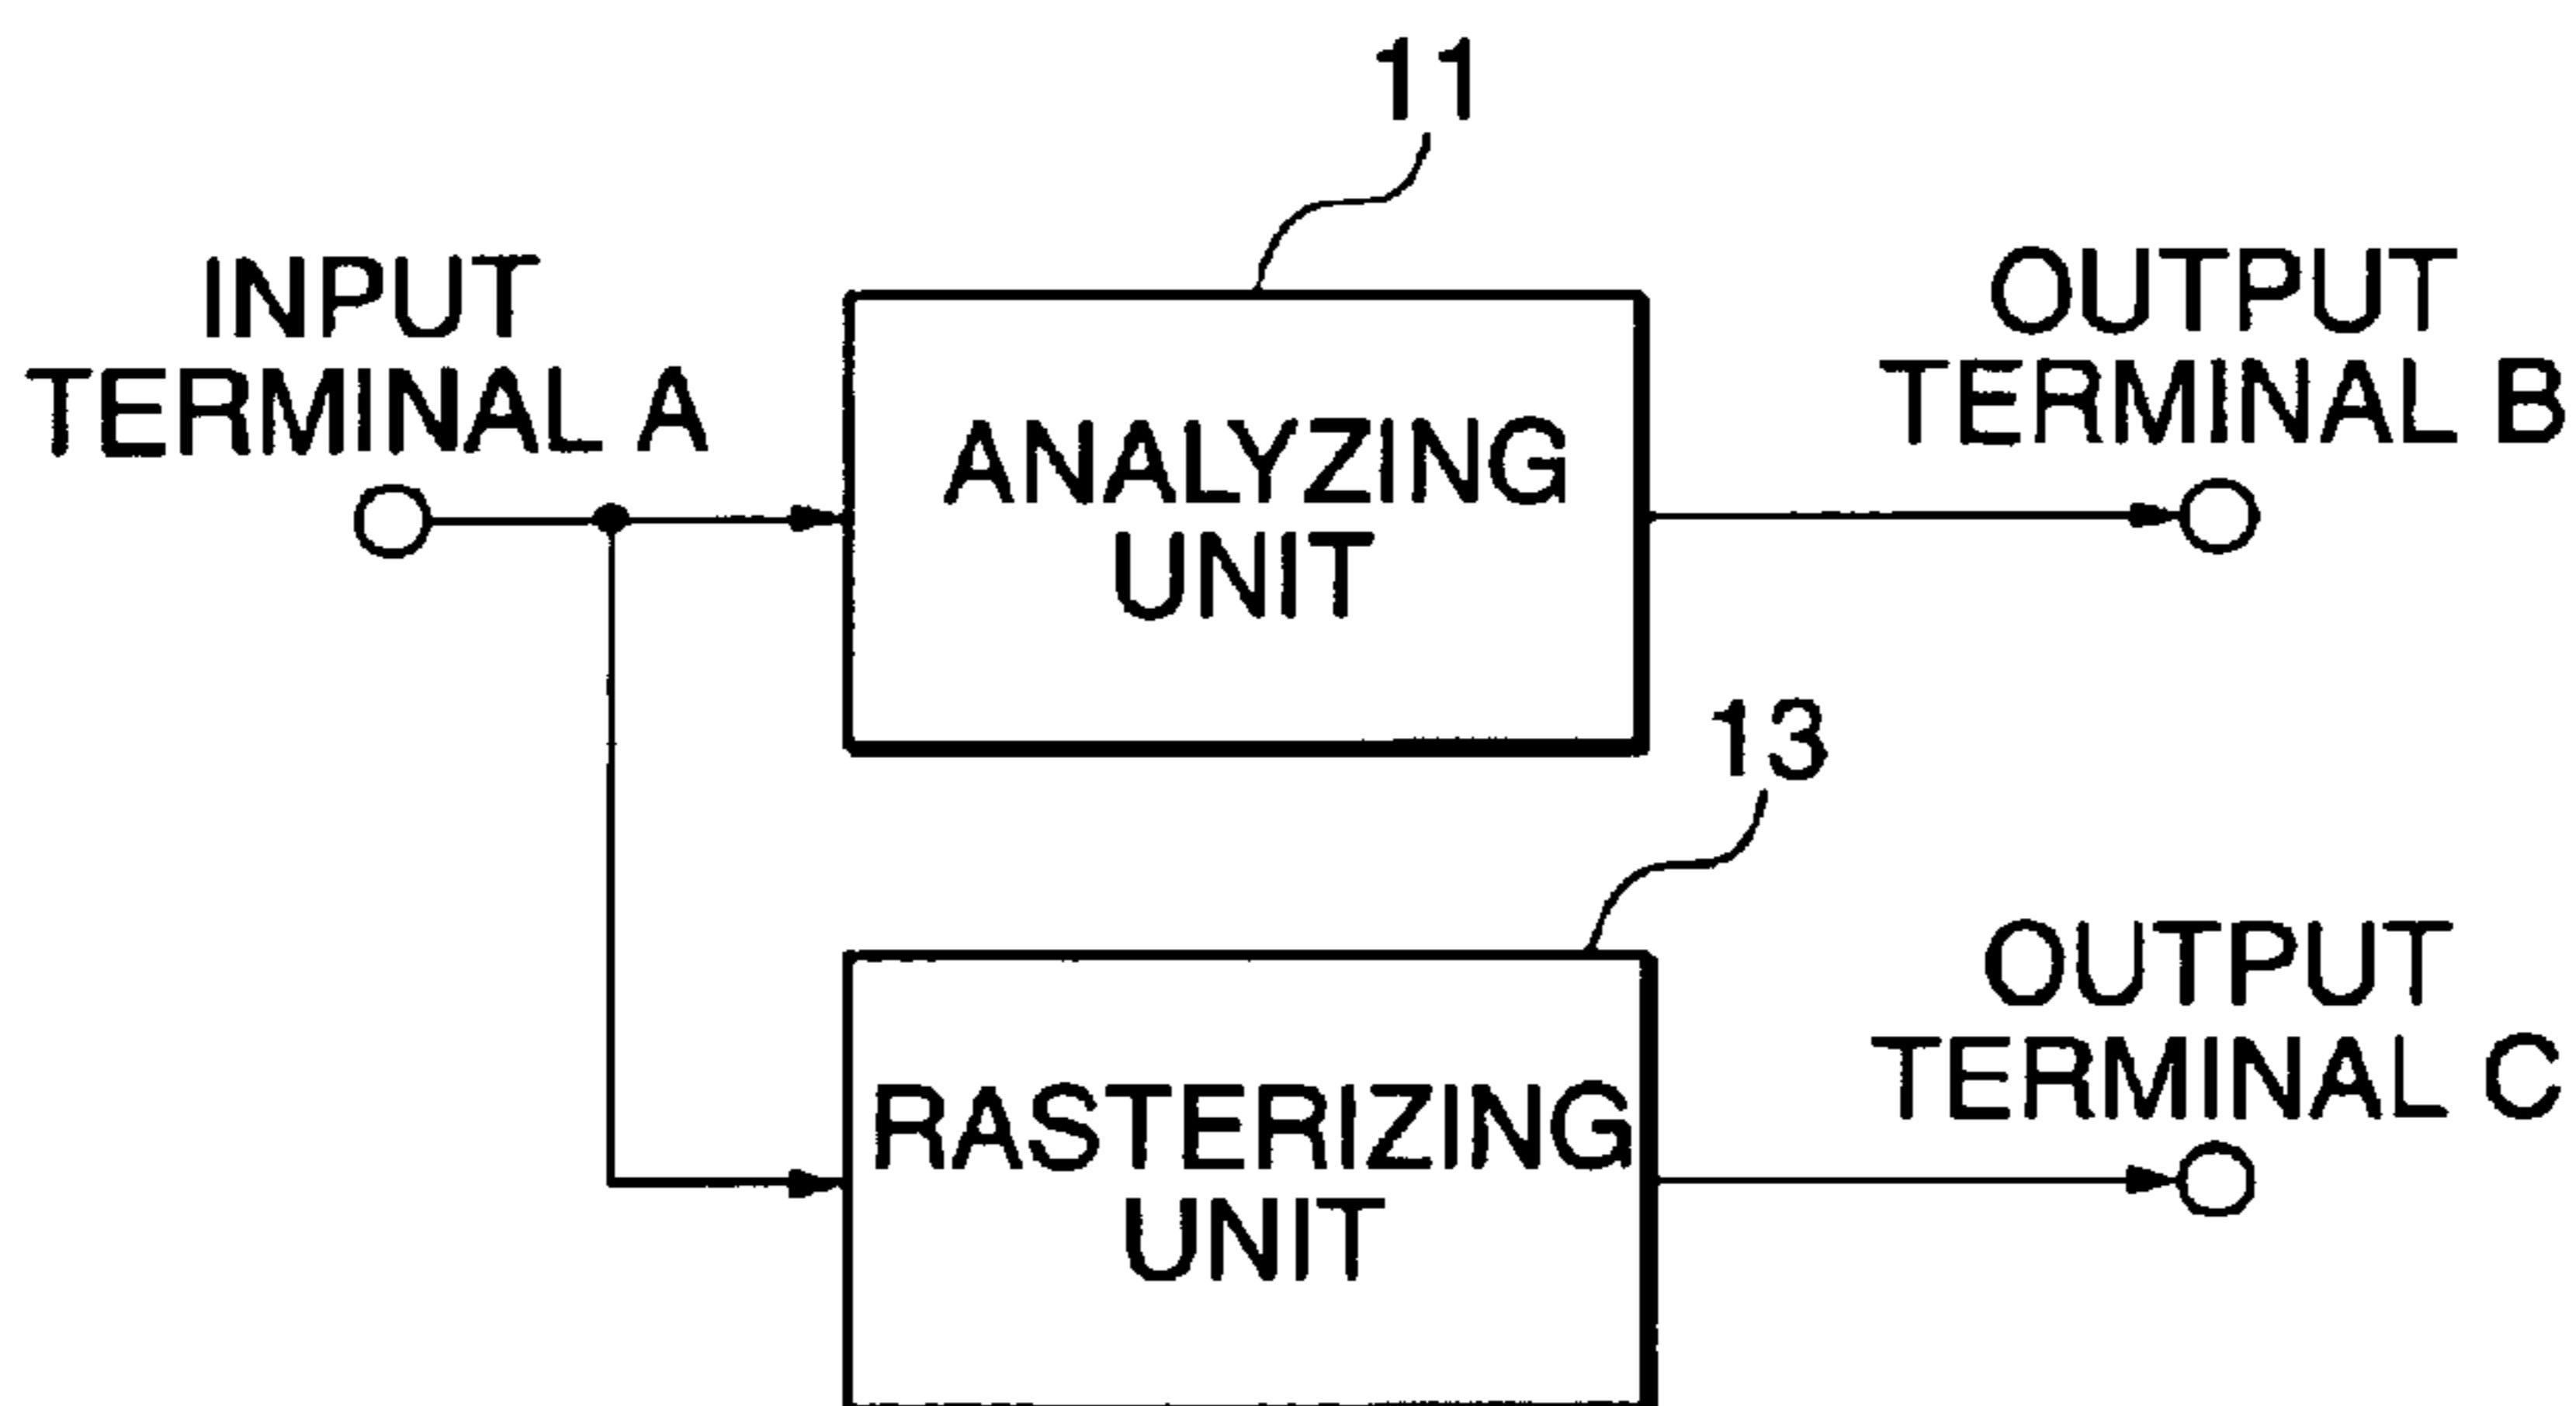 11
INPUT
TERMINAL A
ANALYZING
UNIT
OUTPUT
TERMINAL B
13
RASTERIZING
UNIT
OUTPUT
TERMINAL C